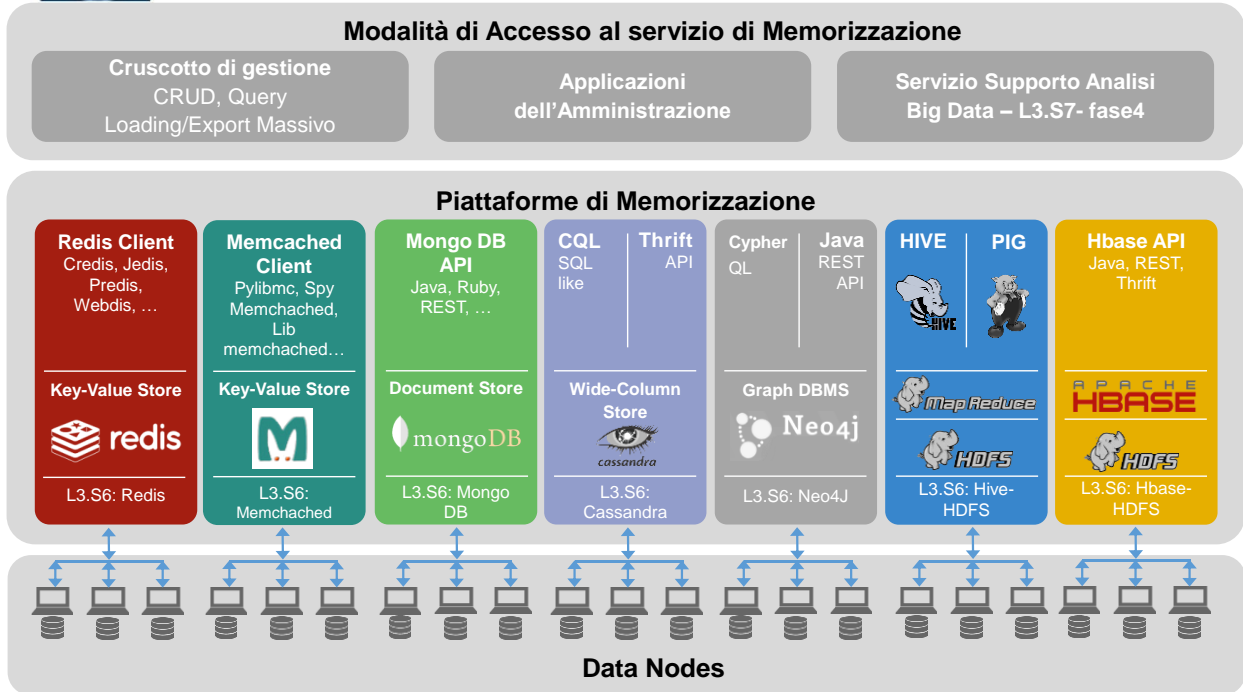 Modalità di Accesso al servizio di Memorizzazione
Cruscotto di gestione
CRUD, Query
Loading/Export Massivo
Applicazioni
dell'Amministrazione
Servizio Supporto Analisi
Big Data – L3.S7- fase4
Piattaforme di Memorizzazione
Redis Client
Credis, Jedis,
Predis,
Webdis, …
Key-Value Store
redis
L3.S6: Redis
Memcached
Client
Pylibmc, Spy
Memchached,
Lib
memchached…
Key-Value Store
M
L3.S6:
Memchached
Mongo DB
API
Java, Ruby,
REST, …
Document Store
mongoDB
L3.S6: Mongo
DB
CQL
SQL
like
Thrift
API
Wide-Column
Store
cassandra
L3.S6:
Cassandra
Cypher
QL
Java
REST
API
Graph DBMS
Neo4j
L3.S6: Neo4J
HIVE
HIVE
PIG
Map Reduce
HDFS
L3.S6: Hive-
HDFS
Hbase API
Java, REST,
Thrift
APACHE
HBASE
HDFS
L3.S6: Hbase-
HDFS
Data Nodes